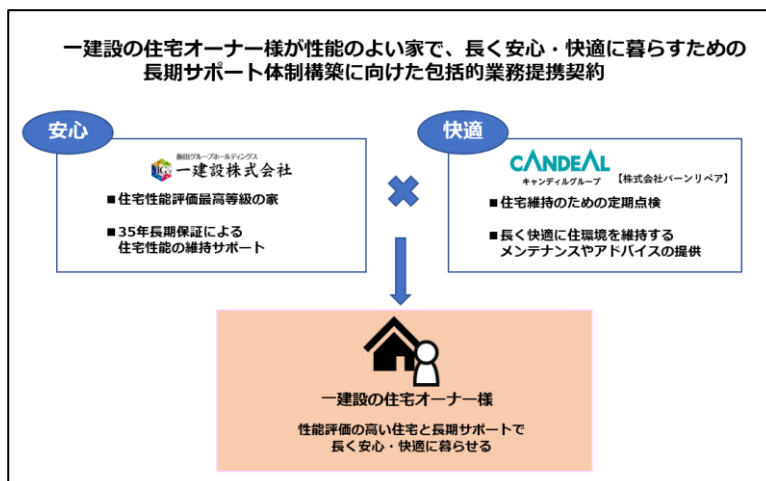 一建設の住宅オーナー様が性能のよい家で、長く安心・快適に暮らすための
長期サポート体制構築に向けた包括的業務提携契約
安心
飯田グループホールディングス
一建設株式会社
■住宅性能評価最高等級の家
■35年長期保証による
住宅性能の維持サポート
快適
CANDEAL
キャンディルグループ 【株式会社バーンリペア】
■住宅維持のための定期点検
■長く快適に住環境を維持する
メンテナンスやアドバイスの提供
一建設の住宅オーナー様
性能評価の高い住宅と長期サポートで
長く安心・快適に暮らせる